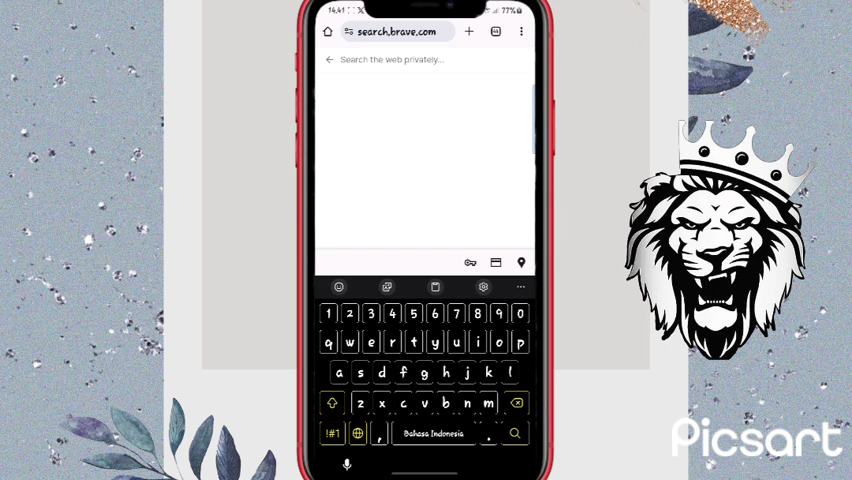 14.41 77%
search.brave.com
Search the web privately...
1 2 3 4 5 6 7 8 9 0
q w e r t y u i o p
a s d f g h j k l
z x c v b n m
!#1 , Bahasa Indonesia .
Picsart